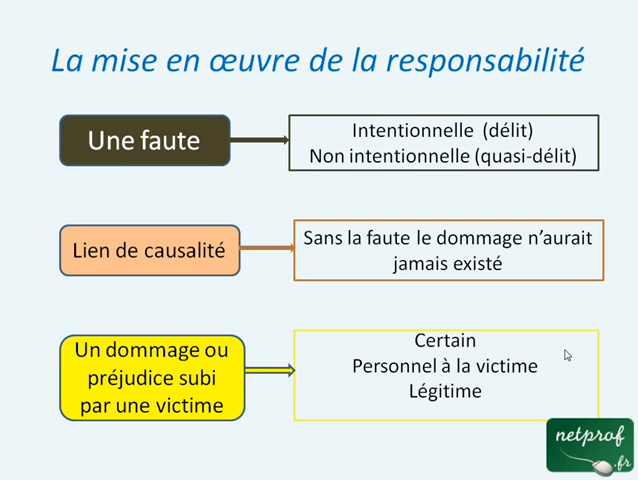 La mise en œuvre de la responsabilité
Une faute
Intentionnelle (délit)
Non intentionnelle (quasi-délit)
Lien de causalité
Sans la faute le dommage n'aurait
jamais existé
Un dommage ou
préjudice subi
par une victime
Certain
Personnel à la victime
Légitime
netprof
.fr